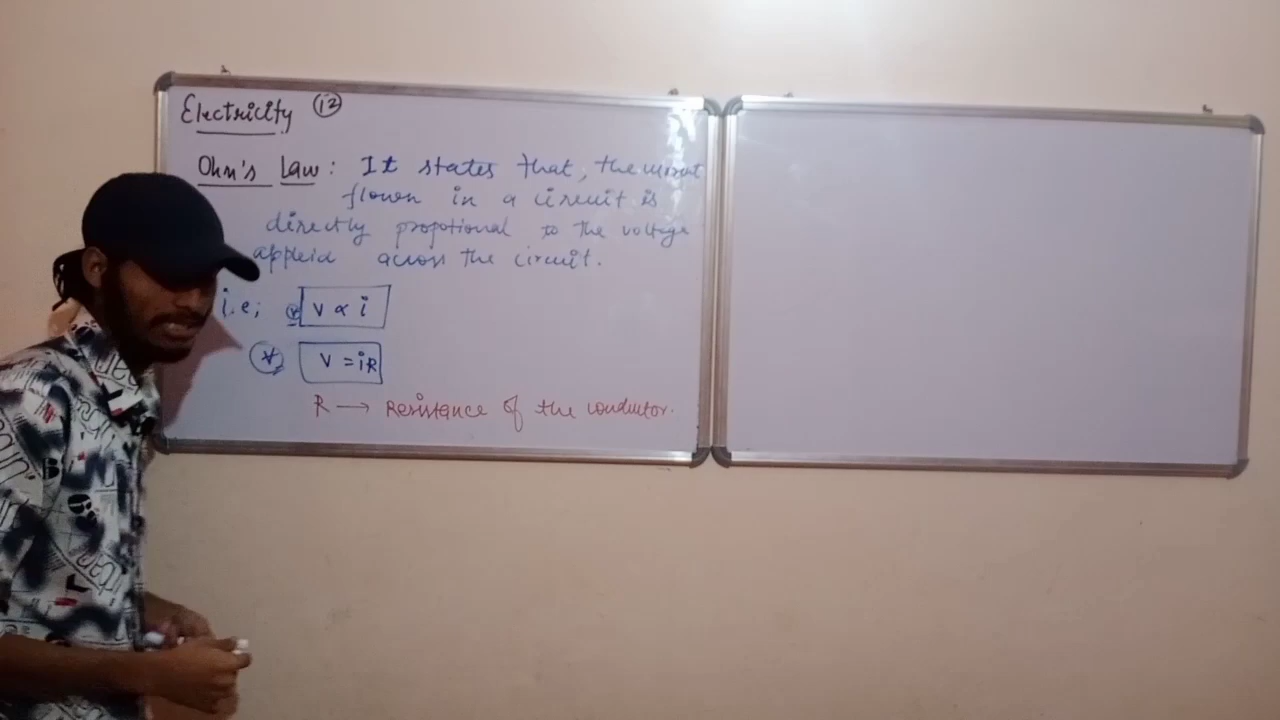 Electricity 12
Ohm's Law : It states that, the current
flown in a circuit is
directly propotional to the voltage
appleid across the circuit.
i.e; V ∝ i
V = iR
R → Resistance of the conductor.